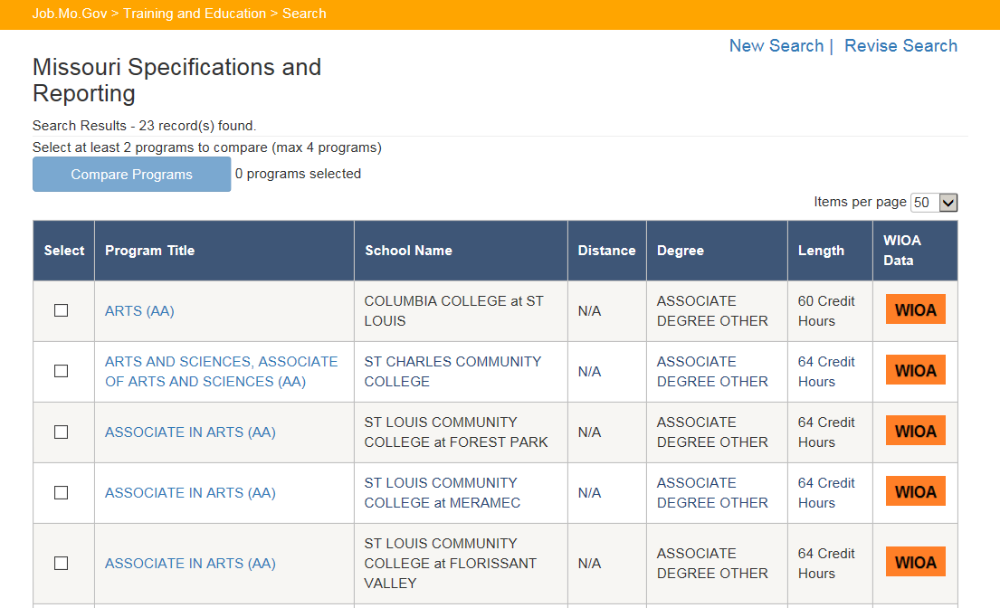 Job.Mo.Gov > Training and Education > Search
New Search | Revise Search
Missouri Specifications and
Reporting
Search Results - 23 record(s) found.
Select at least 2 programs to compare (max 4 programs)
Compare Programs 0 programs selected
Items per page 50
Select Program Title School Name Distance Degree Length WIOA Data
ARTS (AA)
COLUMBIA COLLEGE at ST
LOUIS
N/A
ASSOCIATE
DEGREE OTHER
60 Credit
Hours
WIOA
ARTS AND SCIENCES, ASSOCIATE
OF ARTS AND SCIENCES (AA)
ST CHARLES COMMUNITY
COLLEGE
N/A
ASSOCIATE
DEGREE OTHER
64 Credit
Hours
WIOA
ASSOCIATE IN ARTS (AA)
ST LOUIS COMMUNITY
COLLEGE at FOREST PARK
N/A
ASSOCIATE
DEGREE OTHER
64 Credit
Hours
WIOA
ASSOCIATE IN ARTS (AA)
ST LOUIS COMMUNITY
COLLEGE at MERAMEC
N/A
ASSOCIATE
DEGREE OTHER
64 Credit
Hours
WIOA
ASSOCIATE IN ARTS (AA)
ST LOUIS COMMUNITY
COLLEGE at FLORISSANT
VALLEY
N/A
ASSOCIATE
DEGREE OTHER
64 Credit
Hours
WIOA